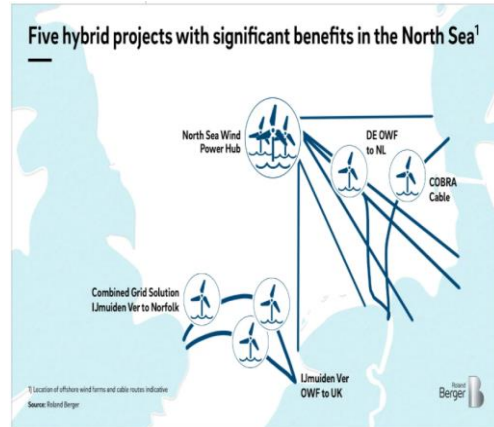 Five hybrid projects with significant benefits in the North Sea¹
North Sea Wind
Power Hub
DE OWF
to NL
COBRA
Cable
Combined Grid Solution
IJmuiden Ver to Norfolk
IJmuiden Ver
OWF to UK
1) Location of offshore wind farms and cable routes indicative
Source: Roland Berger
Roland
Berger